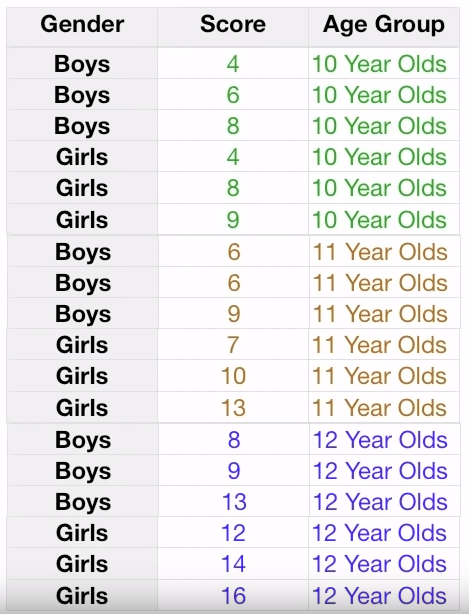 Gender Score Age Group
Boys 4 10 Year Olds
Boys 6 10 Year Olds
Boys 8 10 Year Olds
Girls 4 10 Year Olds
Girls 8 10 Year Olds
Girls 9 10 Year Olds
Boys 6 11 Year Olds
Boys 6 11 Year Olds
Boys 9 11 Year Olds
Girls 7 11 Year Olds
Girls 10 11 Year Olds
Girls 13 11 Year Olds
Boys 8 12 Year Olds
Boys 9 12 Year Olds
Boys 13 12 Year Olds
Girls 12 12 Year Olds
Girls 14 12 Year Olds
Girls 16 12 Year Olds